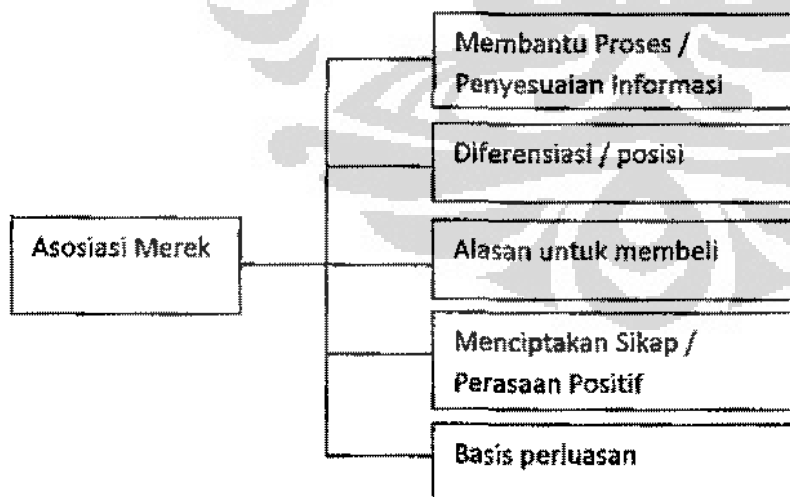 Membantu Proses /
Penyesuaian informasi
Diferensiasi / posisi
Asosiasi Merek
Alasan untuk membeli
Menciptakan Sikap /
Perasaan Positif
Basis perluasan